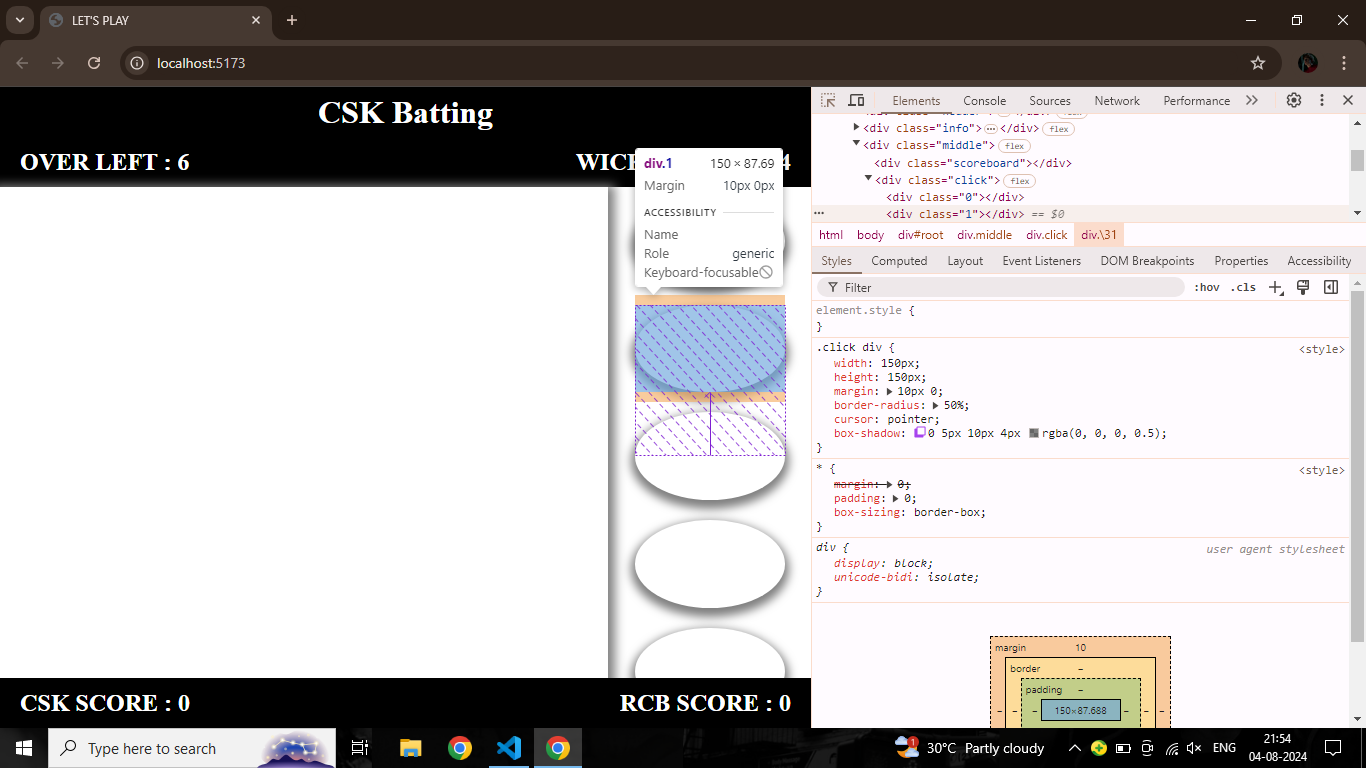 LET'S PLAY
localhost:5173
CSK Batting
OVER LEFT : 6
WICK
4
div.1 150 × 87.69
Margin 10px 0px
ACCESSIBILITY
Name
Role generic
Keyboard-focusable
CSK SCORE : 0
RCB SCORE : 0
Elements Console Sources Network Performance
<div class="info"> </div> flex
<div class="middle"> flex
<div class="scoreboard"></div>
<div class="click"> flex
<div class="0"></div>
<div class="1"></div> == $0
html body div#root div.middle div.click div.\31
Styles Computed Layout Event Listeners DOM Breakpoints Properties Accessibility
Filter :hov .cls
element.style {
}
.click div { <style>
width: 150px;
height: 150px;
margin: 10px 0;
border-radius: 50%;
cursor: pointer;
box-shadow: 0 5px 10px 4px rgba(0, 0, 0, 0.5);
}
* { <style>
margin: 0;
padding: 0;
box-sizing: border-box;
}
div { user agent stylesheet
display: block;
unicode-bidi: isolate;
}
margin 10
border –
padding –
– – – 150×87.688 – – –
Type here to search
1
30°C Partly cloudy
ENG
21:54
04-08-2024